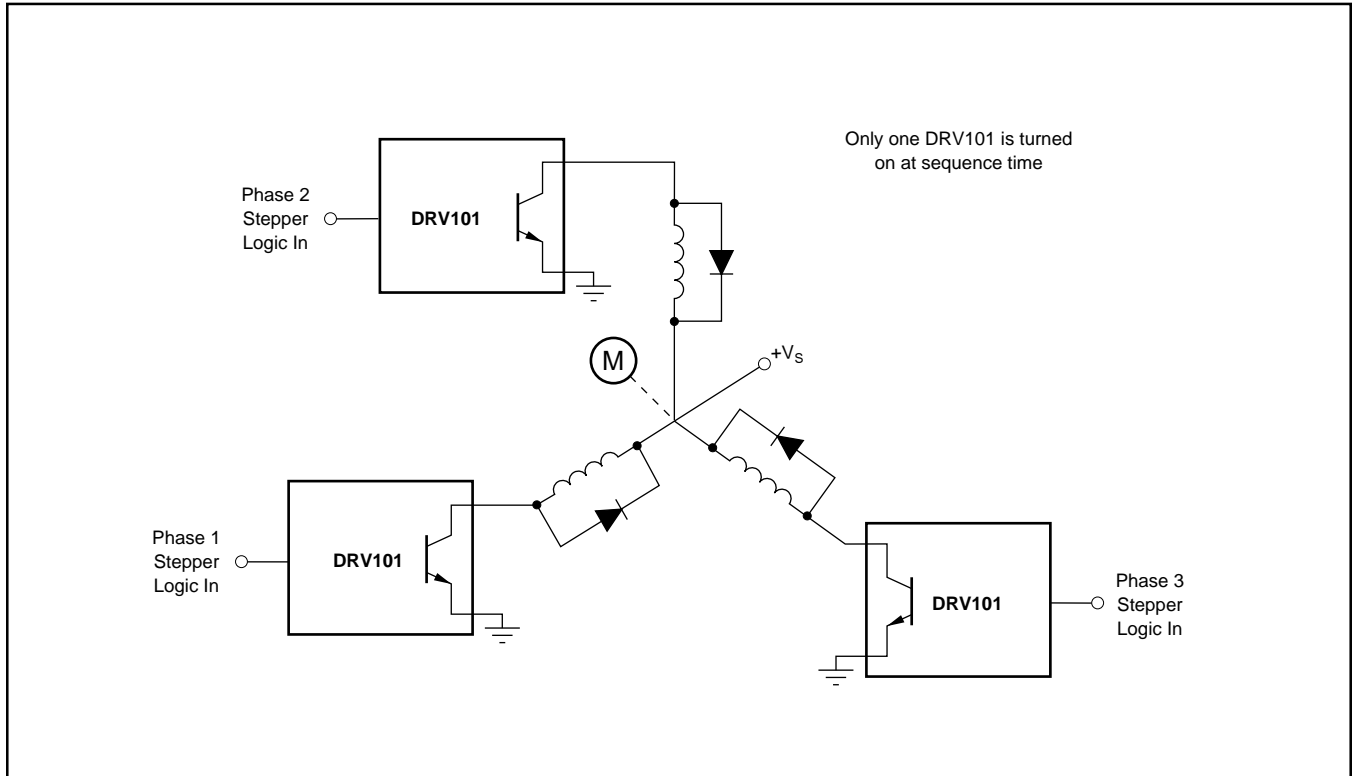 Only one DRV101 is turned
on at sequence time
Phase 2
Stepper
Logic In
DRV101
M
+VS
Phase 1
Stepper
Logic In
DRV101
DRV101
Phase 3
Stepper
Logic In